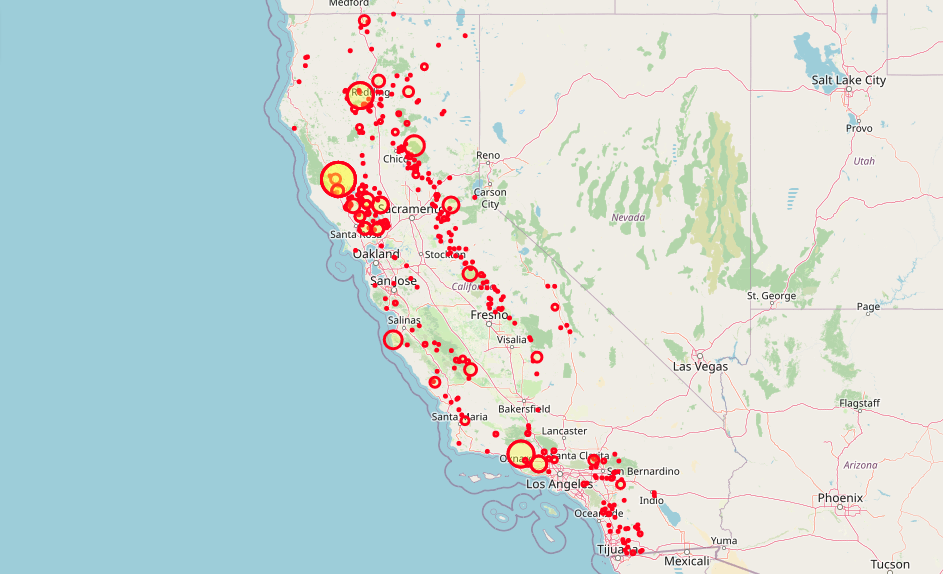 Medford
Salt Lake City
Redding
Provo
Chico
Reno
Utah
Carson
City
Sacramento
Nevada
Santa Rosa
Oakland
Stockton
San Jose
St. George
Page
Fresno
Salinas
Visalia
Las Vegas
Flagstaff
Bakersfield
Santa Maria
Lancaster
Santa Clarita
Arizona
San Bernardino
Los Angeles
Indio
Phoenix
Oceanside
Yuma
Tijuana
Mexicali
Tucson